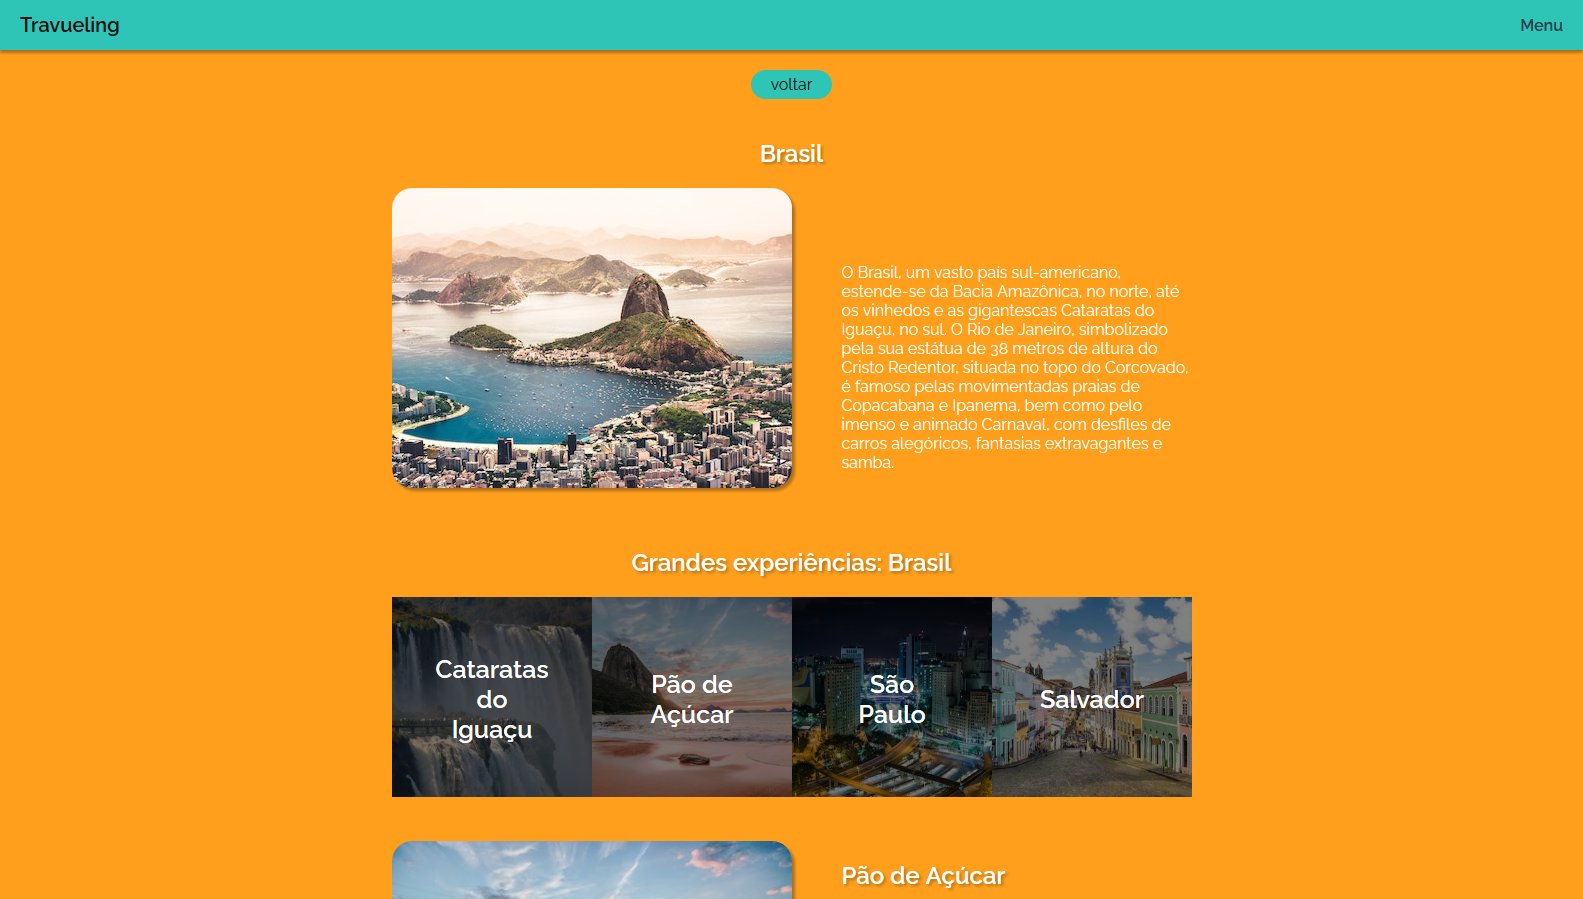 Travueling
Menu
voltar
Brasil
O Brasil, um vasto país sul-americano,
estende-se da Bacia Amazônica, no norte, até
os vinhedos e as gigantescas Cataratas do
Iguaçu, no sul. O Rio de Janeiro, simbolizado
pela sua estátua de 38 metros de altura do
Cristo Redentor, situada no topo do Corcovado,
é famoso pelas movimentadas praias de
Copacabana e Ipanema, bem como pelo
imenso e animado Carnaval, com desfiles de
carros alegóricos, fantasias extravagantes e
samba.
Grandes experiências: Brasil
Cataratas
do
Iguaçu
Pão de
Açúcar
São
Paulo
Salvador
Pão de Açúcar